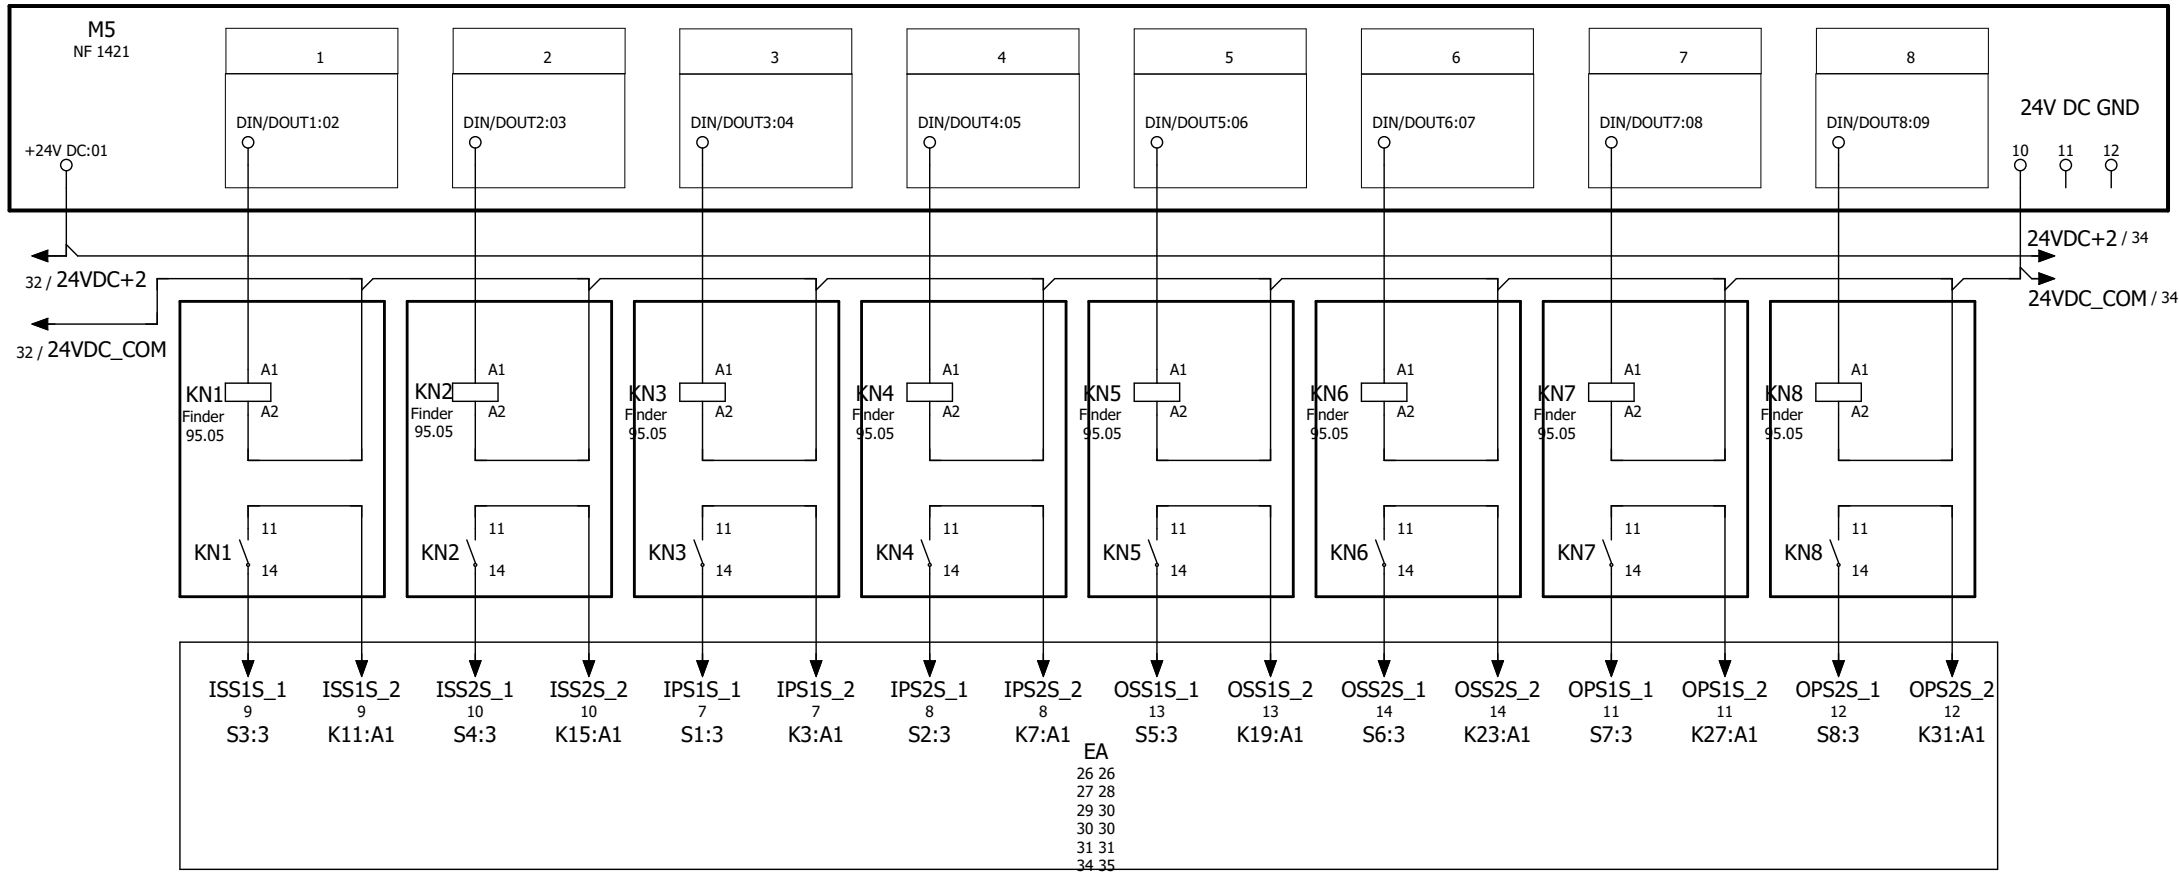 M5
NF 1421
1 2 3 4 5 6 7 8
24V DC GND
DIN/DOUT1:02 DIN/DOUT2:03 DIN/DOUT3:04 DIN/DOUT4:05 DIN/DOUT5:06 DIN/DOUT6:07 DIN/DOUT7:08 DIN/DOUT8:09
+24V DC:01 10 11 12
24VDC+2 / 34
32 / 24VDC+2
24VDC_COM / 34
32 / 24VDC_COM
A1 A1 A1 A1 A1 A1 A1 A1
KN1 KN2 KN3 KN4 KN5 KN6 KN7 KN8
A2 A2 A2 A2 A2 A2 A2 A2
Finder Finder Finder Finder Finder Finder Finder Finder
95.05 95.05 95.05 95.05 95.05 95.05 95.05 95.05
11 11 11 11 11 11 11 11
KN1 KN2 KN3 KN4 KN5 KN6 KN7 KN8
14 14 14 14 14 14 14 14
ISS1S_1 ISS1S_2 ISS2S_1 ISS2S_2 IPS1S_1 IPS1S_2 IPS2S_1 IPS2S_2 OSS1S_1 OSS1S_2 OSS2S_1 OSS2S_2 OPS1S_1 OPS1S_2 OPS2S_1 OPS2S_2
9 9 10 10 7 7 8 8 13 13 14 14 11 11 12 12
S3:3 K11:A1 S4:3 K15:A1 S1:3 K3:A1 S2:3 K7:A1 S5:3 K19:A1 S6:3 K23:A1 S7:3 K27:A1 S8:3 K31:A1
EA
26 26
27 28
29 30
30 30
31 31
34 35